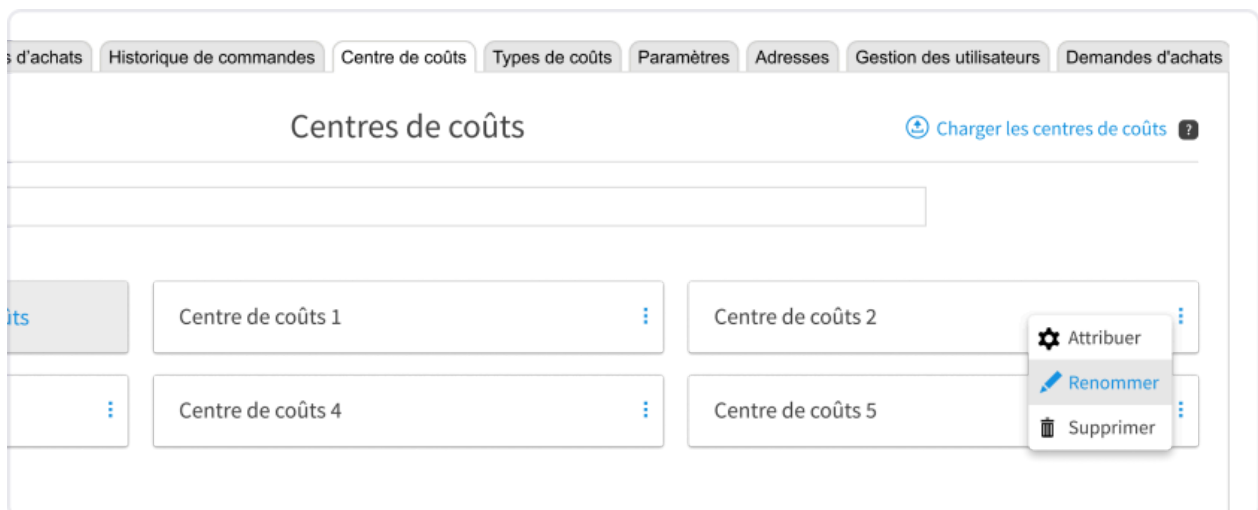 d'achats Historique de commandes Centre de coûts Types de coûts Paramètres Adresses Gestion des utilisateurs Demandes d'achats
Centres de coûts
Charger les centres de coûts ?
Centre de coûts 1
Centre de coûts 2
Attribuer
Renommer
Centre de coûts 4
Centre de coûts 5
Supprimer